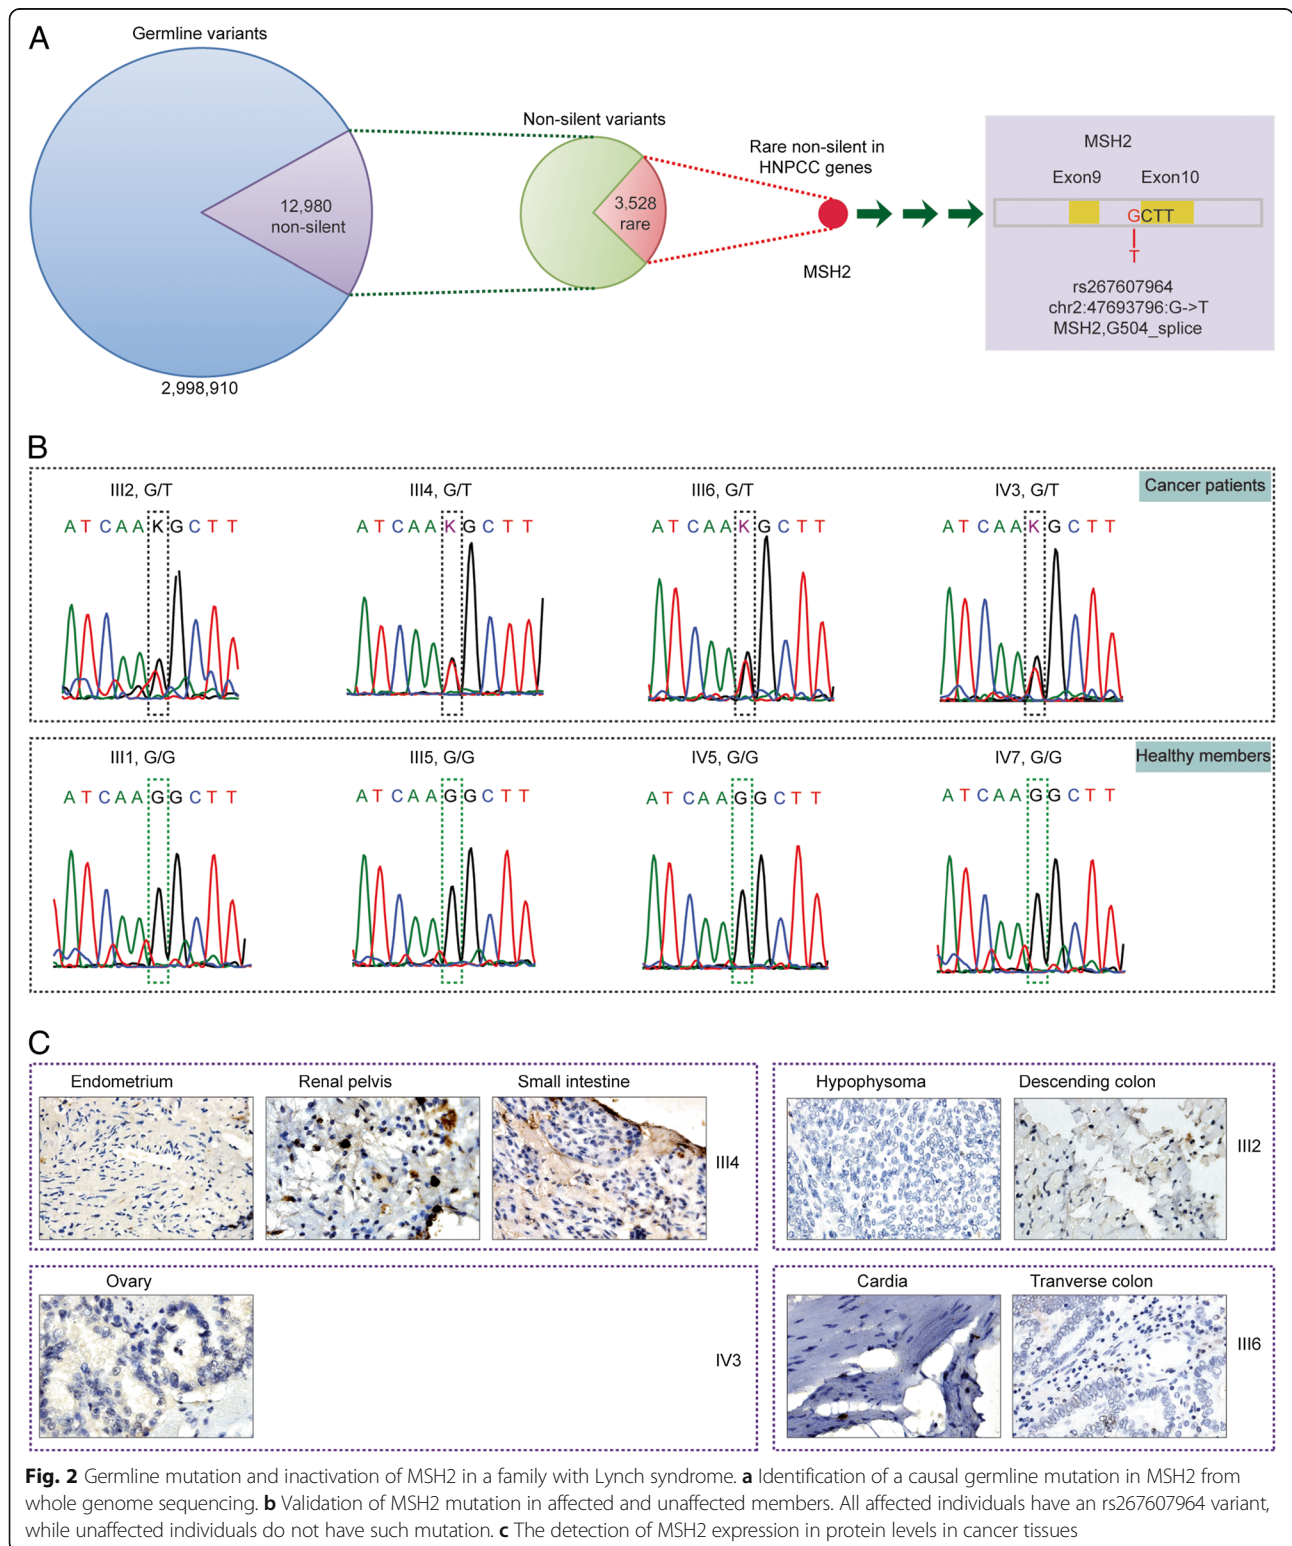 A
Germline variants
12,980
non-silent
2,998,910
Non-silent variants
3,528
rare
Rare non-silent in
HNPCC genes
MSH2
MSH2
Exon9 Exon10
GCTT
T
rs267607964
chr2:47693796:G->T
MSH2,G504_splice
B
Cancer patients
III2, G/T III4, G/T III6, G/T IV3, G/T
ATCAAKGCTT ATCAAKGCTT ATCAAKGCTT ATCAAKGCTT
Healthy members
III1, G/G III5, G/G IV5, G/G IV7, G/G
ATCAAGGCTT ATCAAGGCTT ATCAAGGCTT ATCAAGGCTT
C
Endometrium Renal pelvis Small intestine
III4
Hypophysoma Descending colon
III2
Ovary
IV3
Cardia Tranverse colon
III6
Fig. 2 Germline mutation and inactivation of MSH2 in a family with Lynch syndrome. a Identification of a causal germline mutation in MSH2 from
whole genome sequencing. b Validation of MSH2 mutation in affected and unaffected members. All affected individuals have an rs267607964 variant,
while unaffected individuals do not have such mutation. c The detection of MSH2 expression in protein levels in cancer tissues